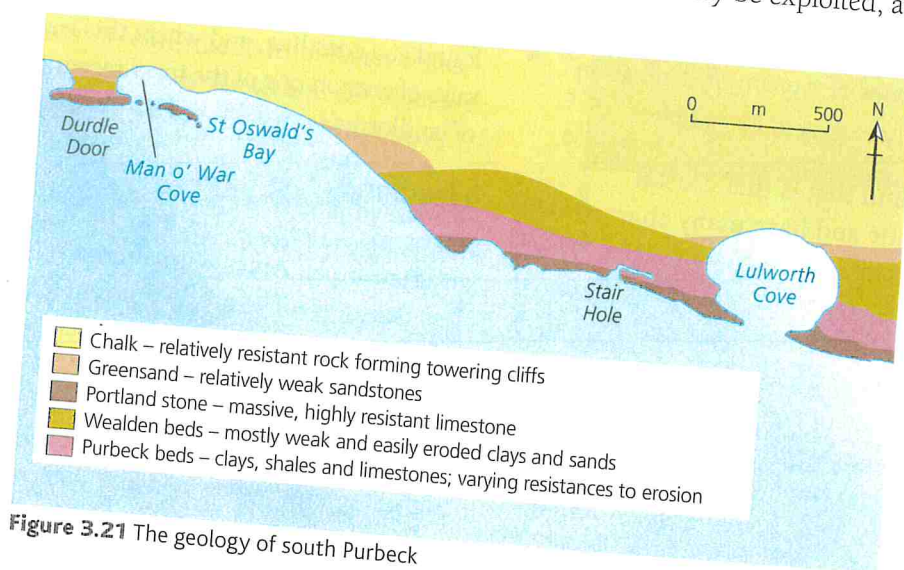 be exploited, a
0 m 500
N
Durdle
Door
St Oswald's
Bay
Man o' War
Cove
Stair
Hole
Lulworth
Cove
Chalk – relatively resistant rock forming towering cliffs
Greensand – relatively weak sandstones
Portland stone – massive, highly resistant limestone
Wealden beds – mostly weak and easily eroded clays and sands
Purbeck beds – clays, shales and limestones; varying resistances to erosion
Figure 3.21 The geology of south Purbeck